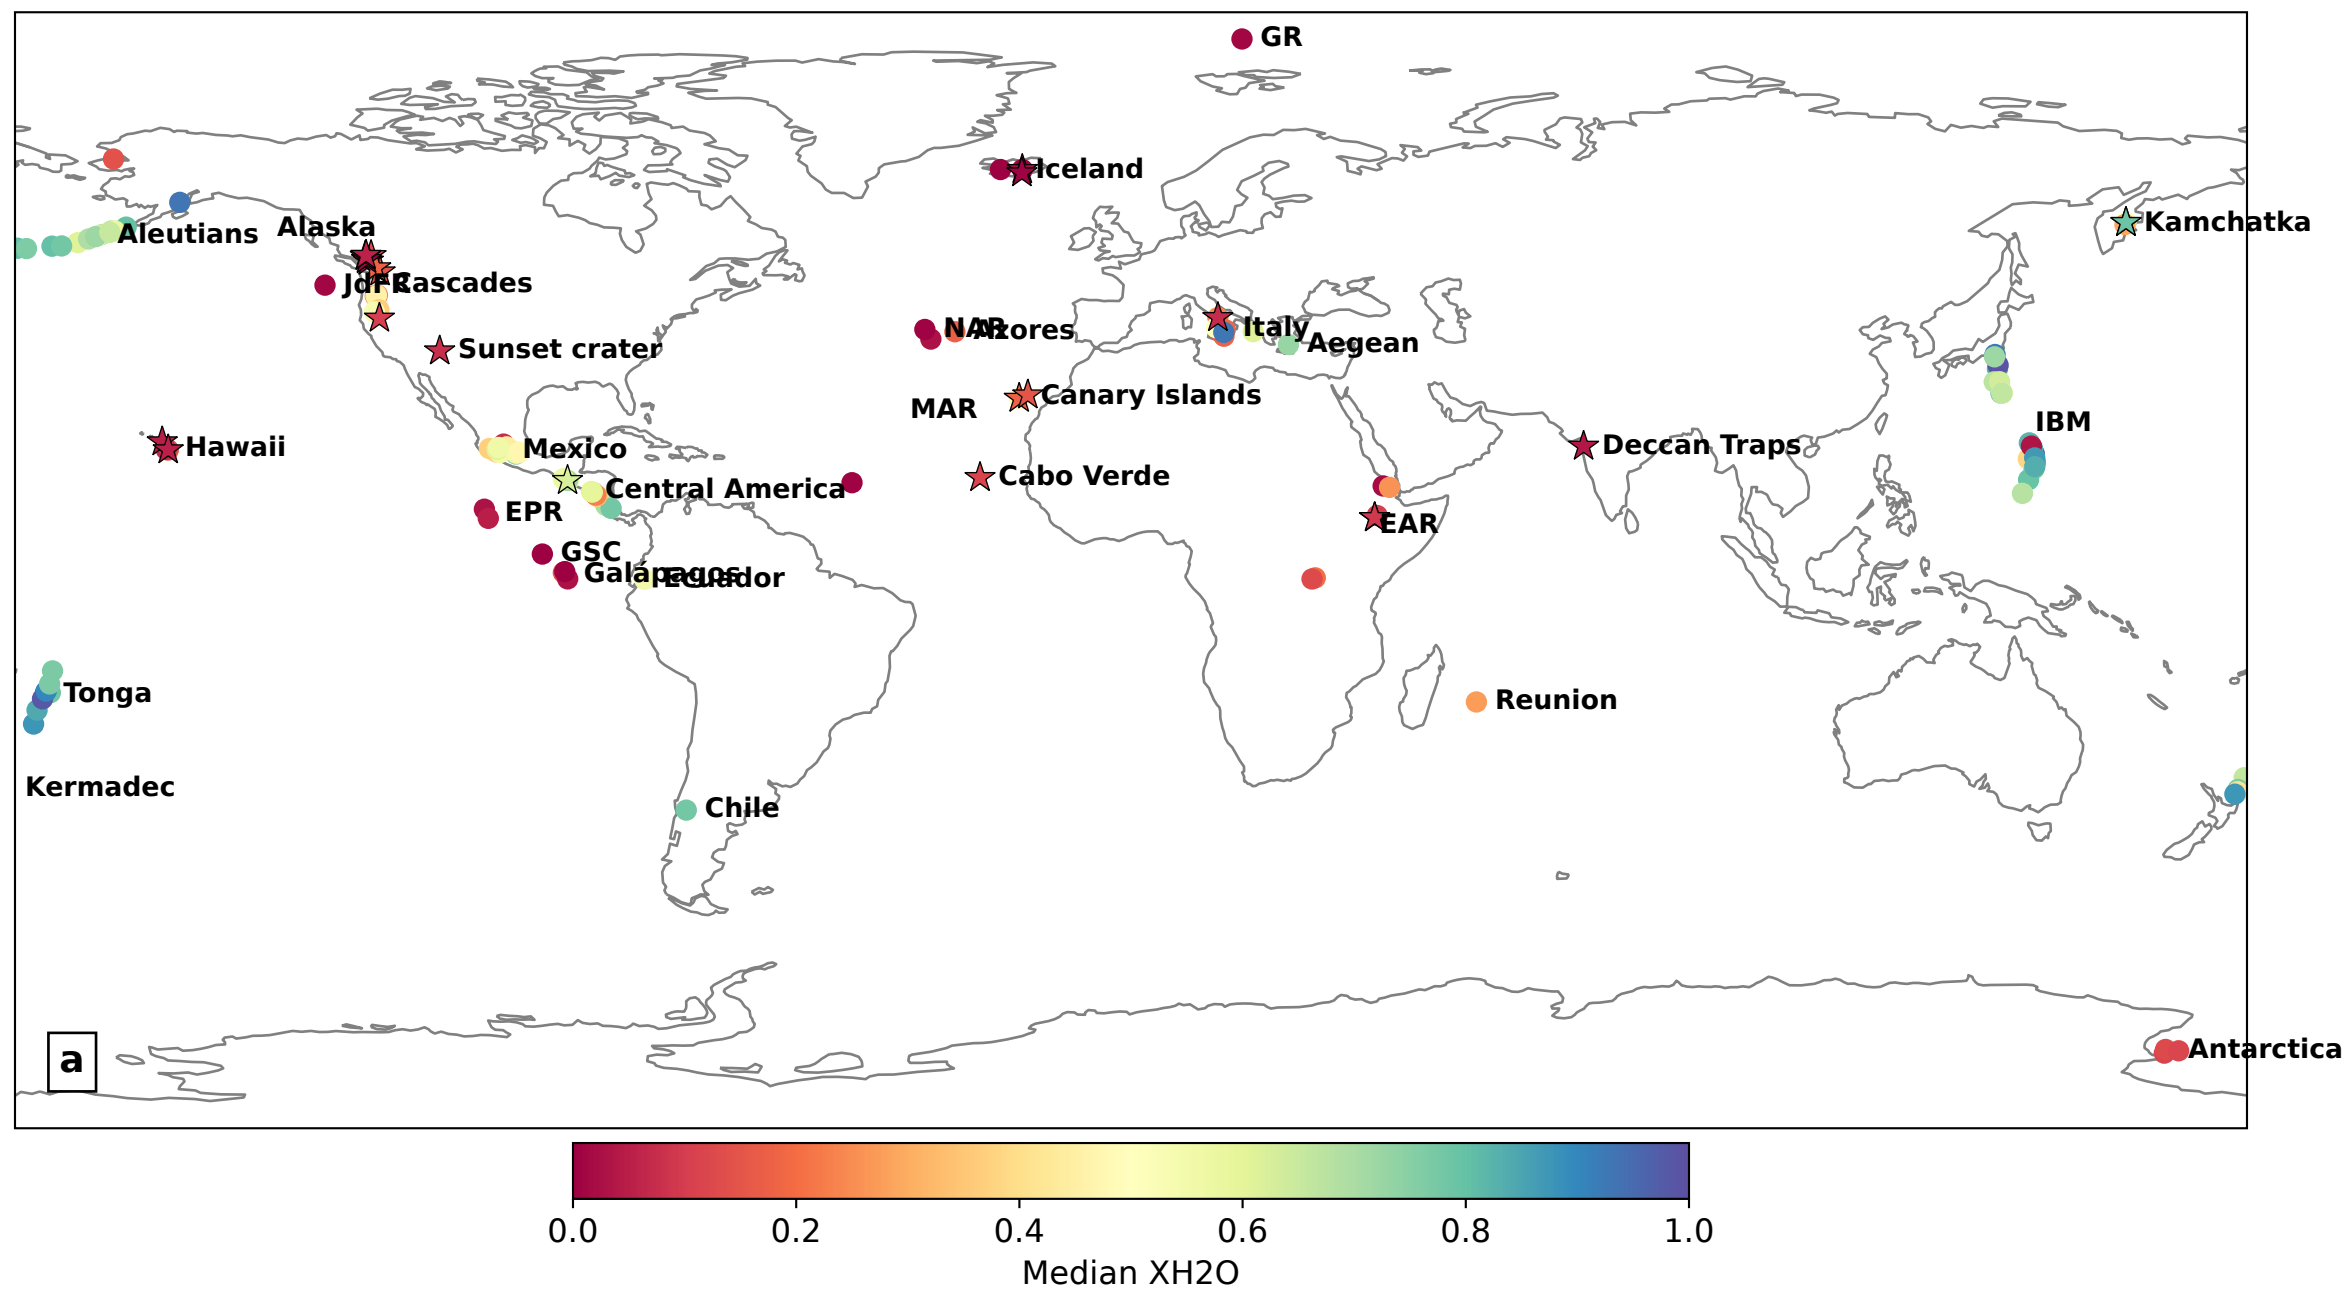 GR
Iceland
Kamchatka
Alaska
Aleutians
JdFR
Cascades
NAR
Azores
Italy
Aegean
Sunset crater
Canary Islands
MAR
IBM
Hawaii
Mexico
Deccan Traps
Cabo Verde
Central America
EPR
EAR
GSC
Galápagos
Ecuador
Tonga
Reunion
Kermadec
Chile
Antarctica
a
0.0 0.2 0.4 0.6 0.8 1.0
Median XH2O